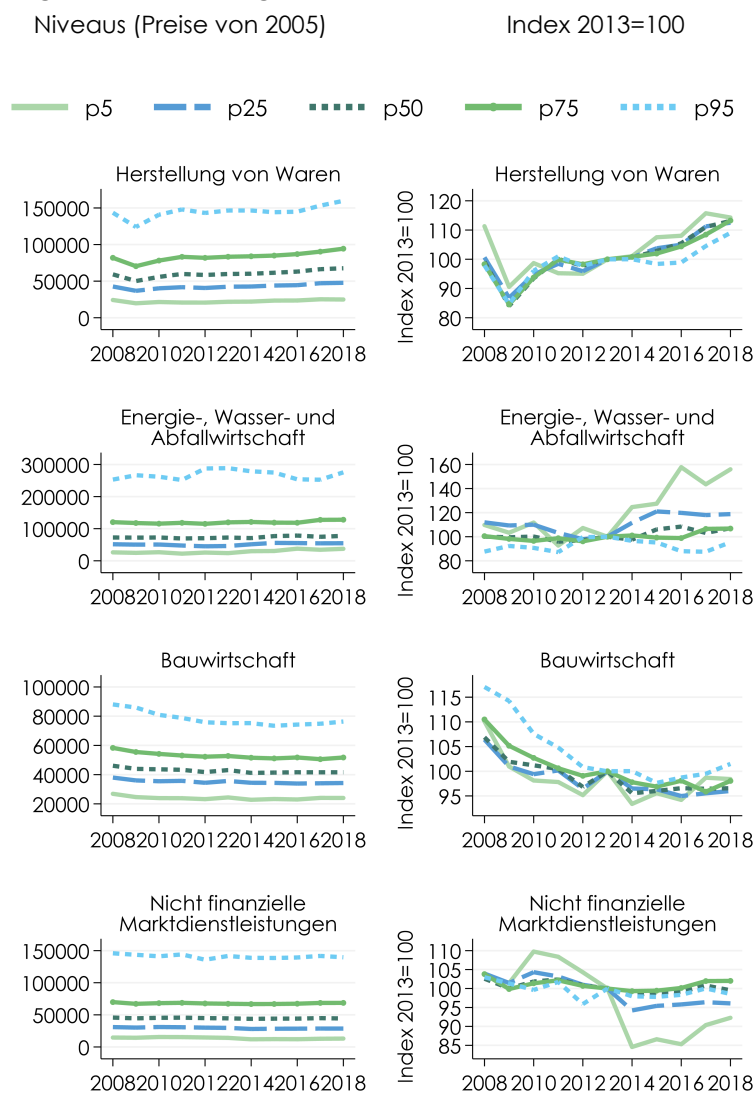 Niveaus (Preise von 2005)
Index 2013=100
p5
p25
p50
p75
p95
Herstellung von Waren
150000
100000
50000
0
2008 2010 2012 2014 2016 2018
Herstellung von Waren
Index 2013=100
120
110
100
90
80
2008 2010 2012 2014 2016 2018
Energie-, Wasser- und
Abfallwirtschaft
300000
200000
100000
0
2008 2010 2012 2014 2016 2018
Energie-, Wasser- und
Abfallwirtschaft
Index 2013=100
160
140
120
100
80
2008 2010 2012 2014 2016 2018
Bauwirtschaft
100000
80000
60000
40000
20000
2008 2010 2012 2014 2016 2018
Bauwirtschaft
Index 2013=100
115
110
105
100
95
2008 2010 2012 2014 2016 2018
Nicht finanzielle
Marktdienstleistungen
150000
100000
50000
0
2008 2010 2012 2014 2016 2018
Nicht finanzielle
Marktdienstleistungen
Index 2013=100
110
105
100
95
90
85
2008 2010 2012 2014 2016 2018